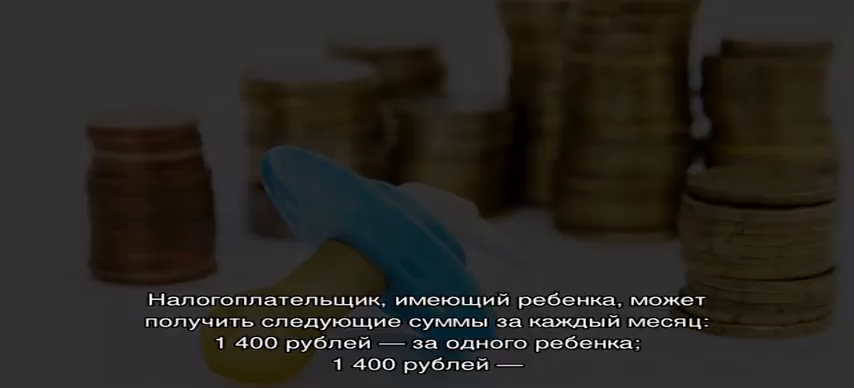 Налогоплательщик, имеющий ребенка, может
получить следующие суммы за каждый месяц:
1 400 рублей — за одного ребенка;
1 400 рублей —